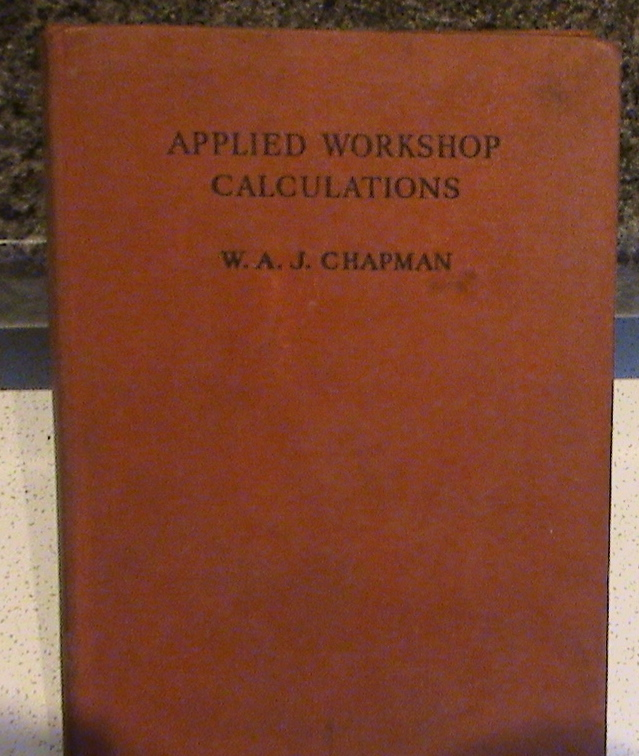 APPLIED WORKSHOP
CALCULATIONS
W. A. J. CHAPMAN